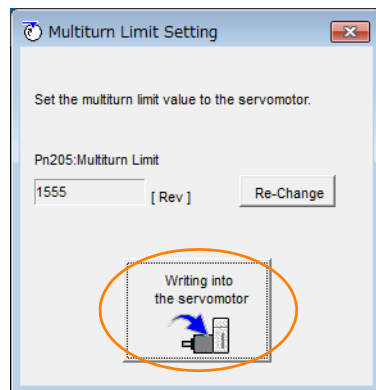 Multiturn Limit Setting
Set the multiturn limit value to the servomotor.
Pn205:Multiturn Limit
1555 [ Rev ] Re-Change
Writing into
the servomotor